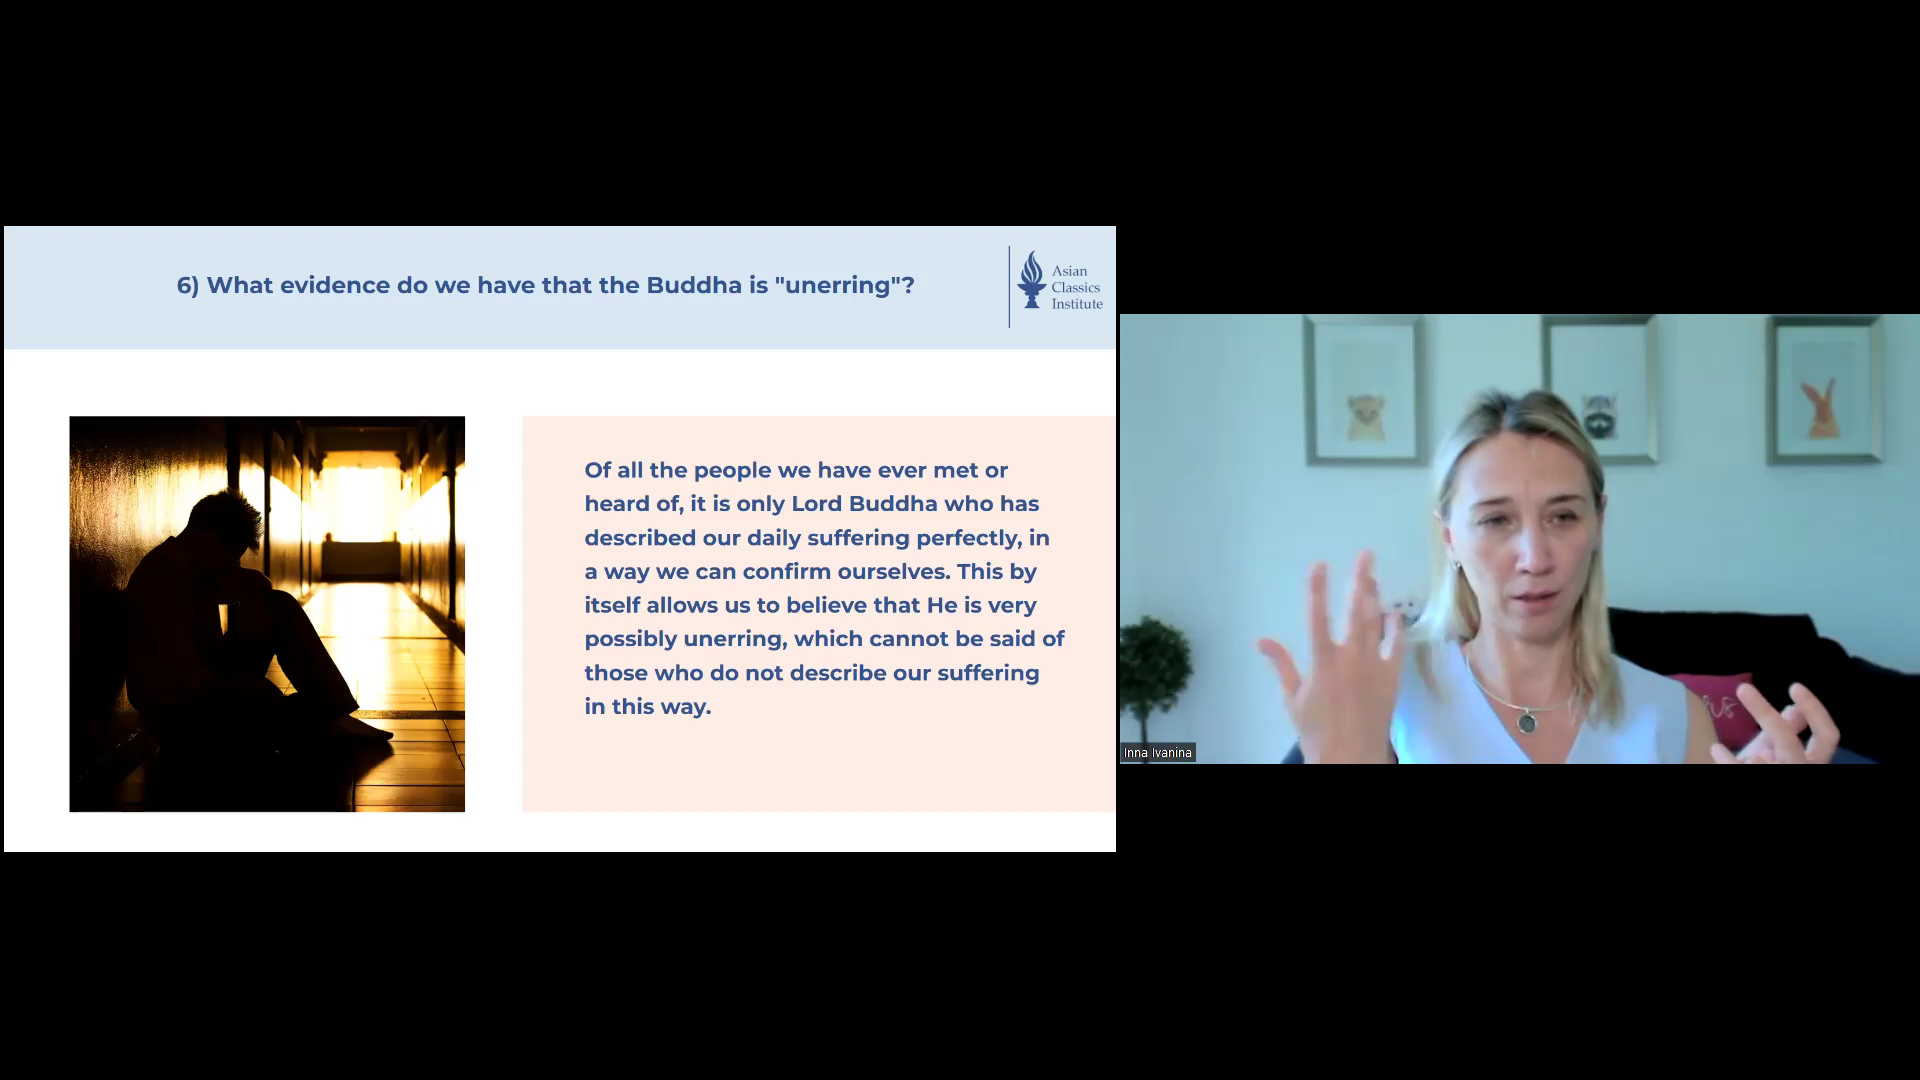 6) What evidence do we have that the Buddha is "unerring"?
Asian
Classics
Institute
Of all the people we have ever met or
heard of, it is only Lord Buddha who has
described our daily suffering perfectly, in
a way we can confirm ourselves. This by
itself allows us to believe that He is very
possibly unerring, which cannot be said of
those who do not describe our suffering
in this way.
Inna Ivanina